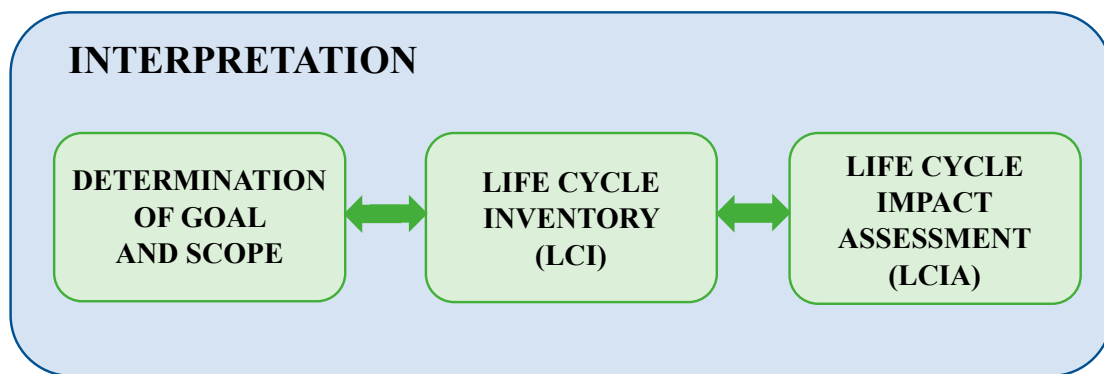 INTERPRETATION
DETERMINATION
OF GOAL
AND SCOPE
LIFE CYCLE
INVENTORY
(LCI)
LIFE CYCLE
IMPACT
ASSESSMENT
(LCIA)